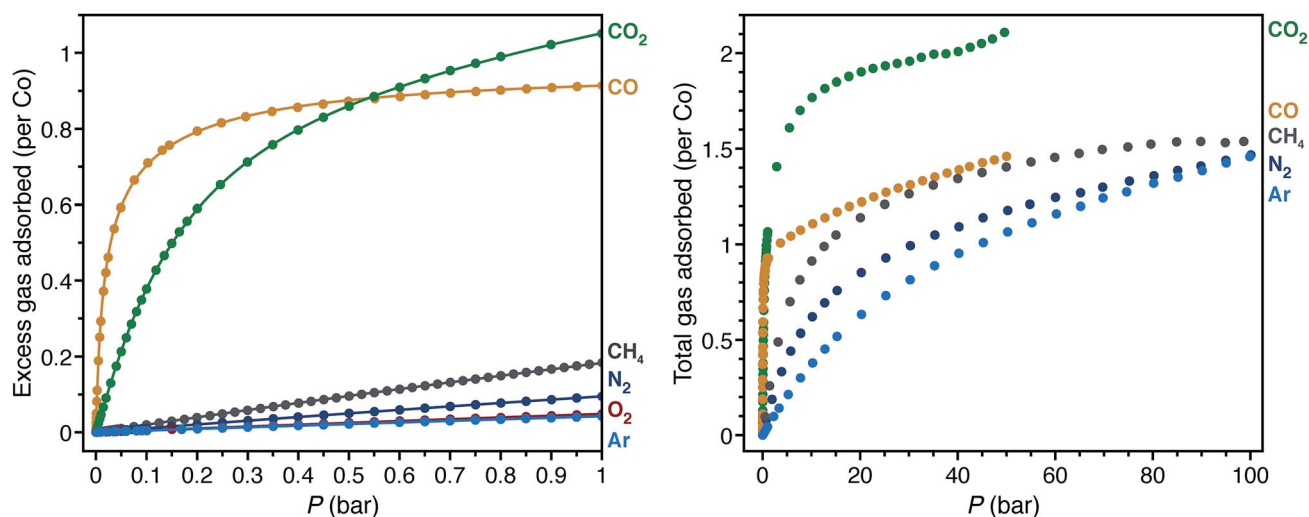 Excess gas adsorbed (per Co)
1
0.8
0.6
0.4
0.2
0
0
0.1
0.2
0.3
0.4
0.5
0.6
0.7
0.8
0.9
1
P (bar)
CO2
CO
CH4
N2
O2
Ar
Total gas adsorbed (per Co)
2
1.5
1
0.5
0
0
20
40
60
80
100
P (bar)
CO2
CO
CH4
N2
Ar